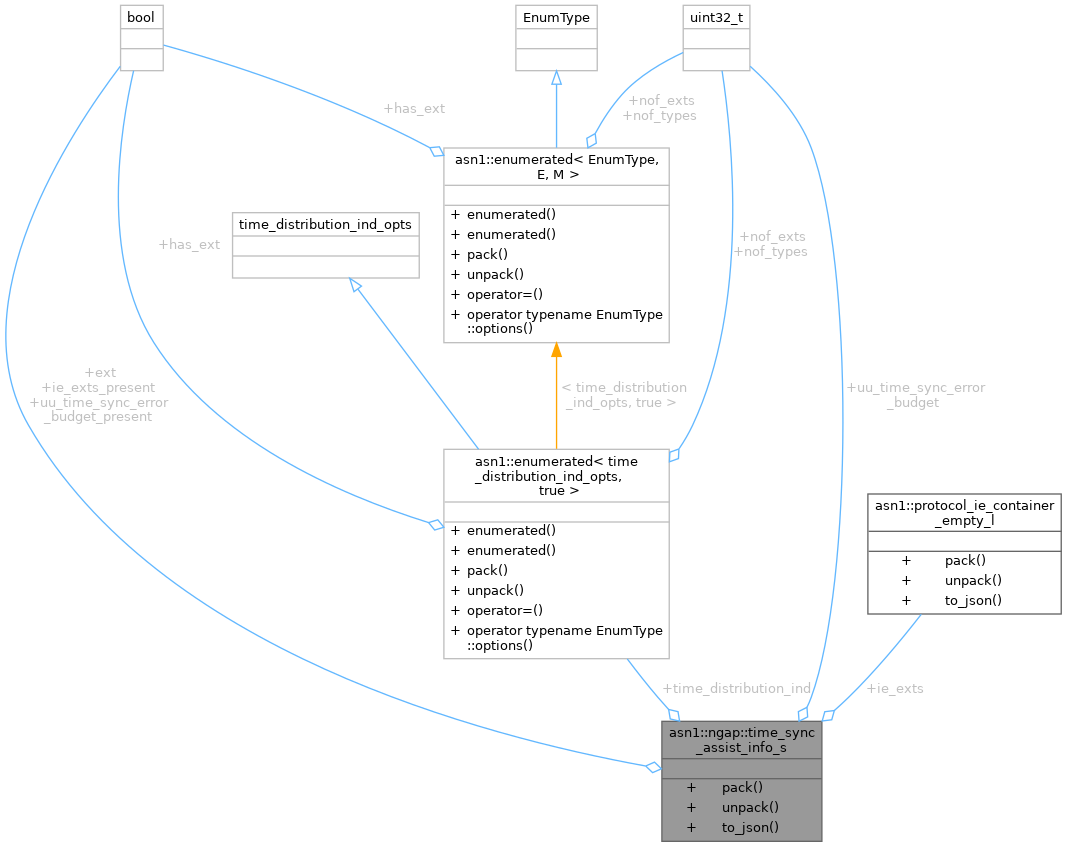 bool
EnumType
uint32_t
+has_ext
+nof_exts
+nof_types
asn1::enumerated< EnumType,
E, M >
+ enumerated()
+ enumerated()
+ pack()
+ unpack()
+ operator=()
+ operator typename EnumType
::options()
time_distribution_ind_opts
+has_ext
+nof_exts
+nof_types
+ext
+ie_exts_present
+uu_time_sync_error
_budget_present
< time_distribution
_ind_opts, true >
+uu_time_sync_error
_budget
asn1::enumerated< time
_distribution_ind_opts,
true >
+ enumerated()
+ enumerated()
+ pack()
+ unpack()
+ operator=()
+ operator typename EnumType
::options()
asn1::protocol_ie_container
_empty_l
+ pack()
+ unpack()
+ to_json()
+time_distribution_ind
+ie_exts
asn1::ngap::time_sync
_assist_info_s
+ pack()
+ unpack()
+ to_json()